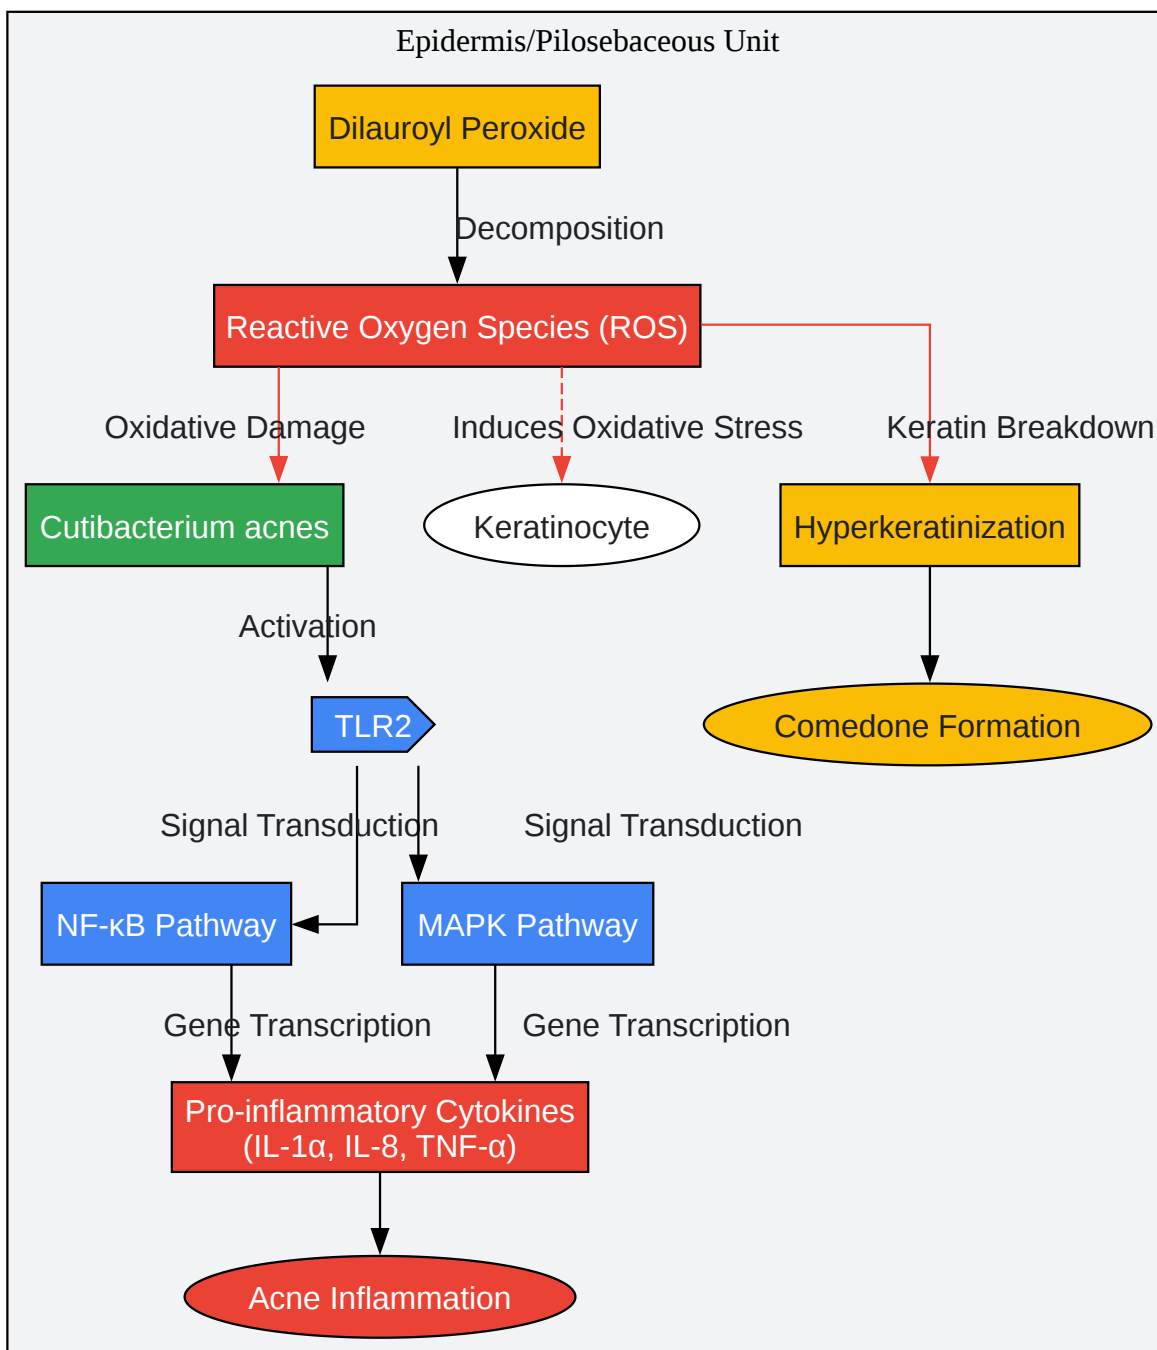 Epidermis/Pilosebaceous Unit
Dilauroyl Peroxide
Decomposition
Reactive Oxygen Species (ROS)
Oxidative Damage
Induces Oxidative Stress
Keratin Breakdown
Cutibacterium acnes
Keratinocyte
Hyperkeratinization
Activation
TLR2
Comedone Formation
Signal Transduction
Signal Transduction
NF-κB Pathway
MAPK Pathway
Gene Transcription
Gene Transcription
Pro-inflammatory Cytokines
(IL-1α, IL-8, TNF-α)
Acne Inflammation